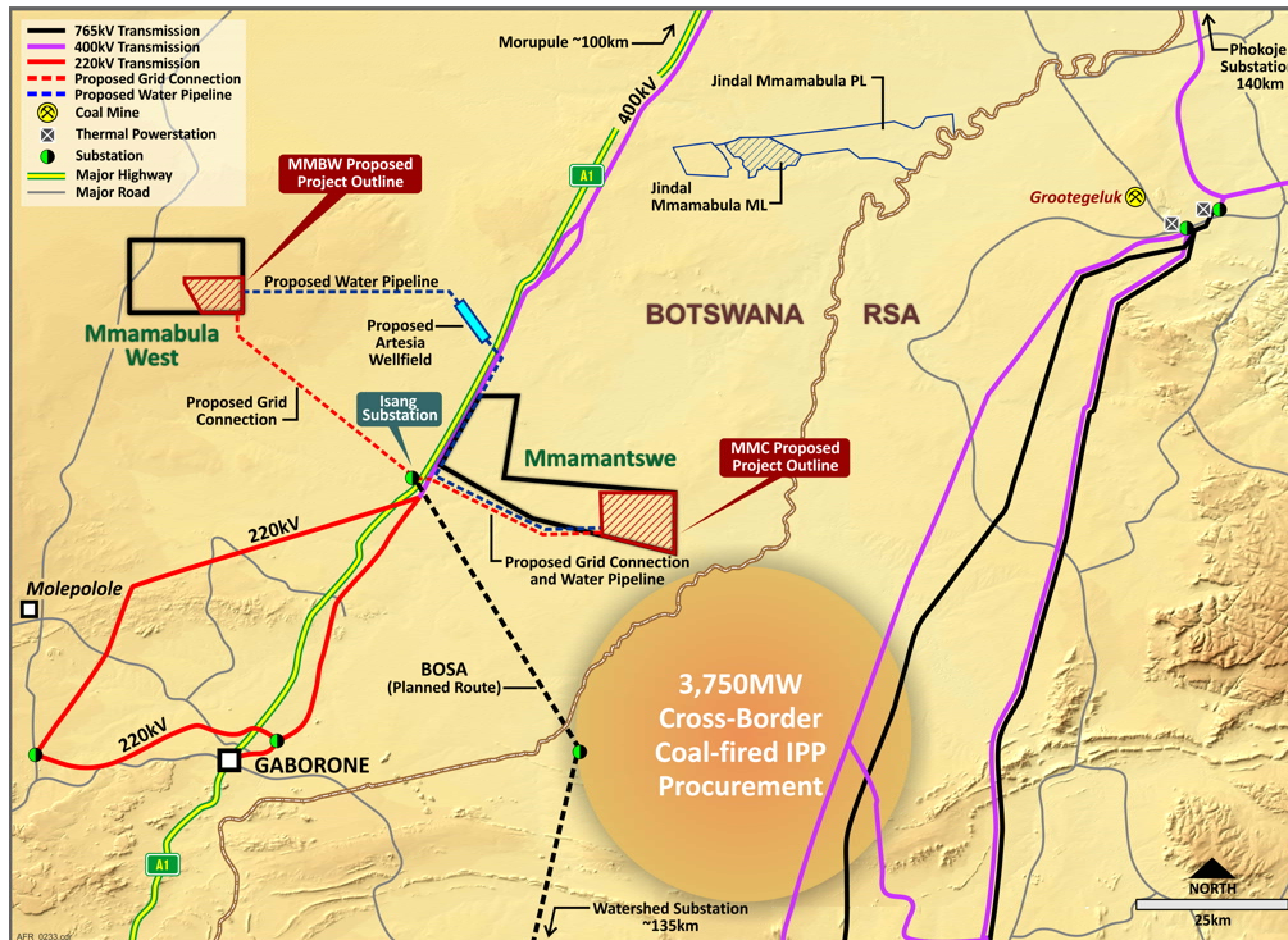 765kV Transmission
400kV Transmission
220kV Transmission
Proposed Grid Connection
Proposed Water Pipeline
Coal Mine
Thermal Powerstation
Substation
Major Highway
Major Road
Morupule ~100km
400kV
A1
Jindal Mmamabula PL
Jindal
Mmamabula ML
Phokoje
Substatio
140km
Grootegeluk
MMBW Proposed
Project Outline
Proposed Water Pipeline
Mmamabula
West
Proposed
Artesia
Wellfield
BOTSWANA
RSA
Proposed Grid
Connection
Isang
Substation
Mmamantswe
MMC Proposed
Project Outline
220kV
Proposed Grid Connection
and Water Pipeline
Molepolole
BOSA
(Planned Route)
3,750MW
Cross-Border
Coal-fired IPP
Procurement
220kV
GABORONE
A1
Watershed Substation
~135km
NORTH
25km
AFR_0233.cdr